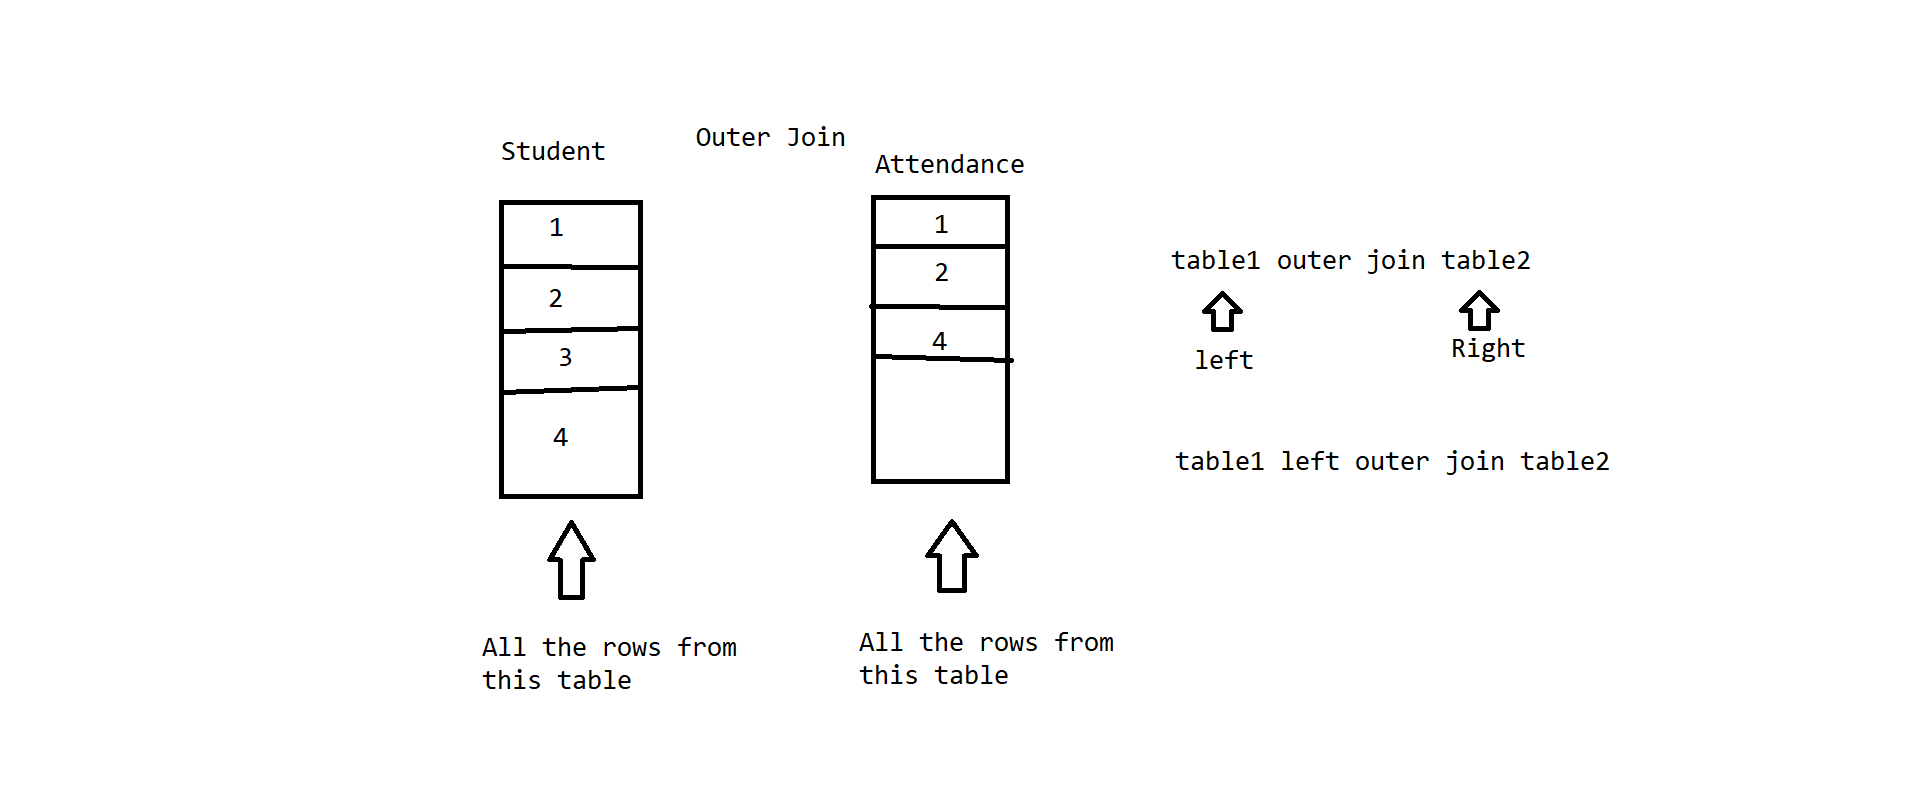 Outer Join
Student
Attendance
1
2
3
4
1
2
4
All the rows from
this table
All the rows from
this table
table1 outer join table2
left
Right
table1 left outer join table2